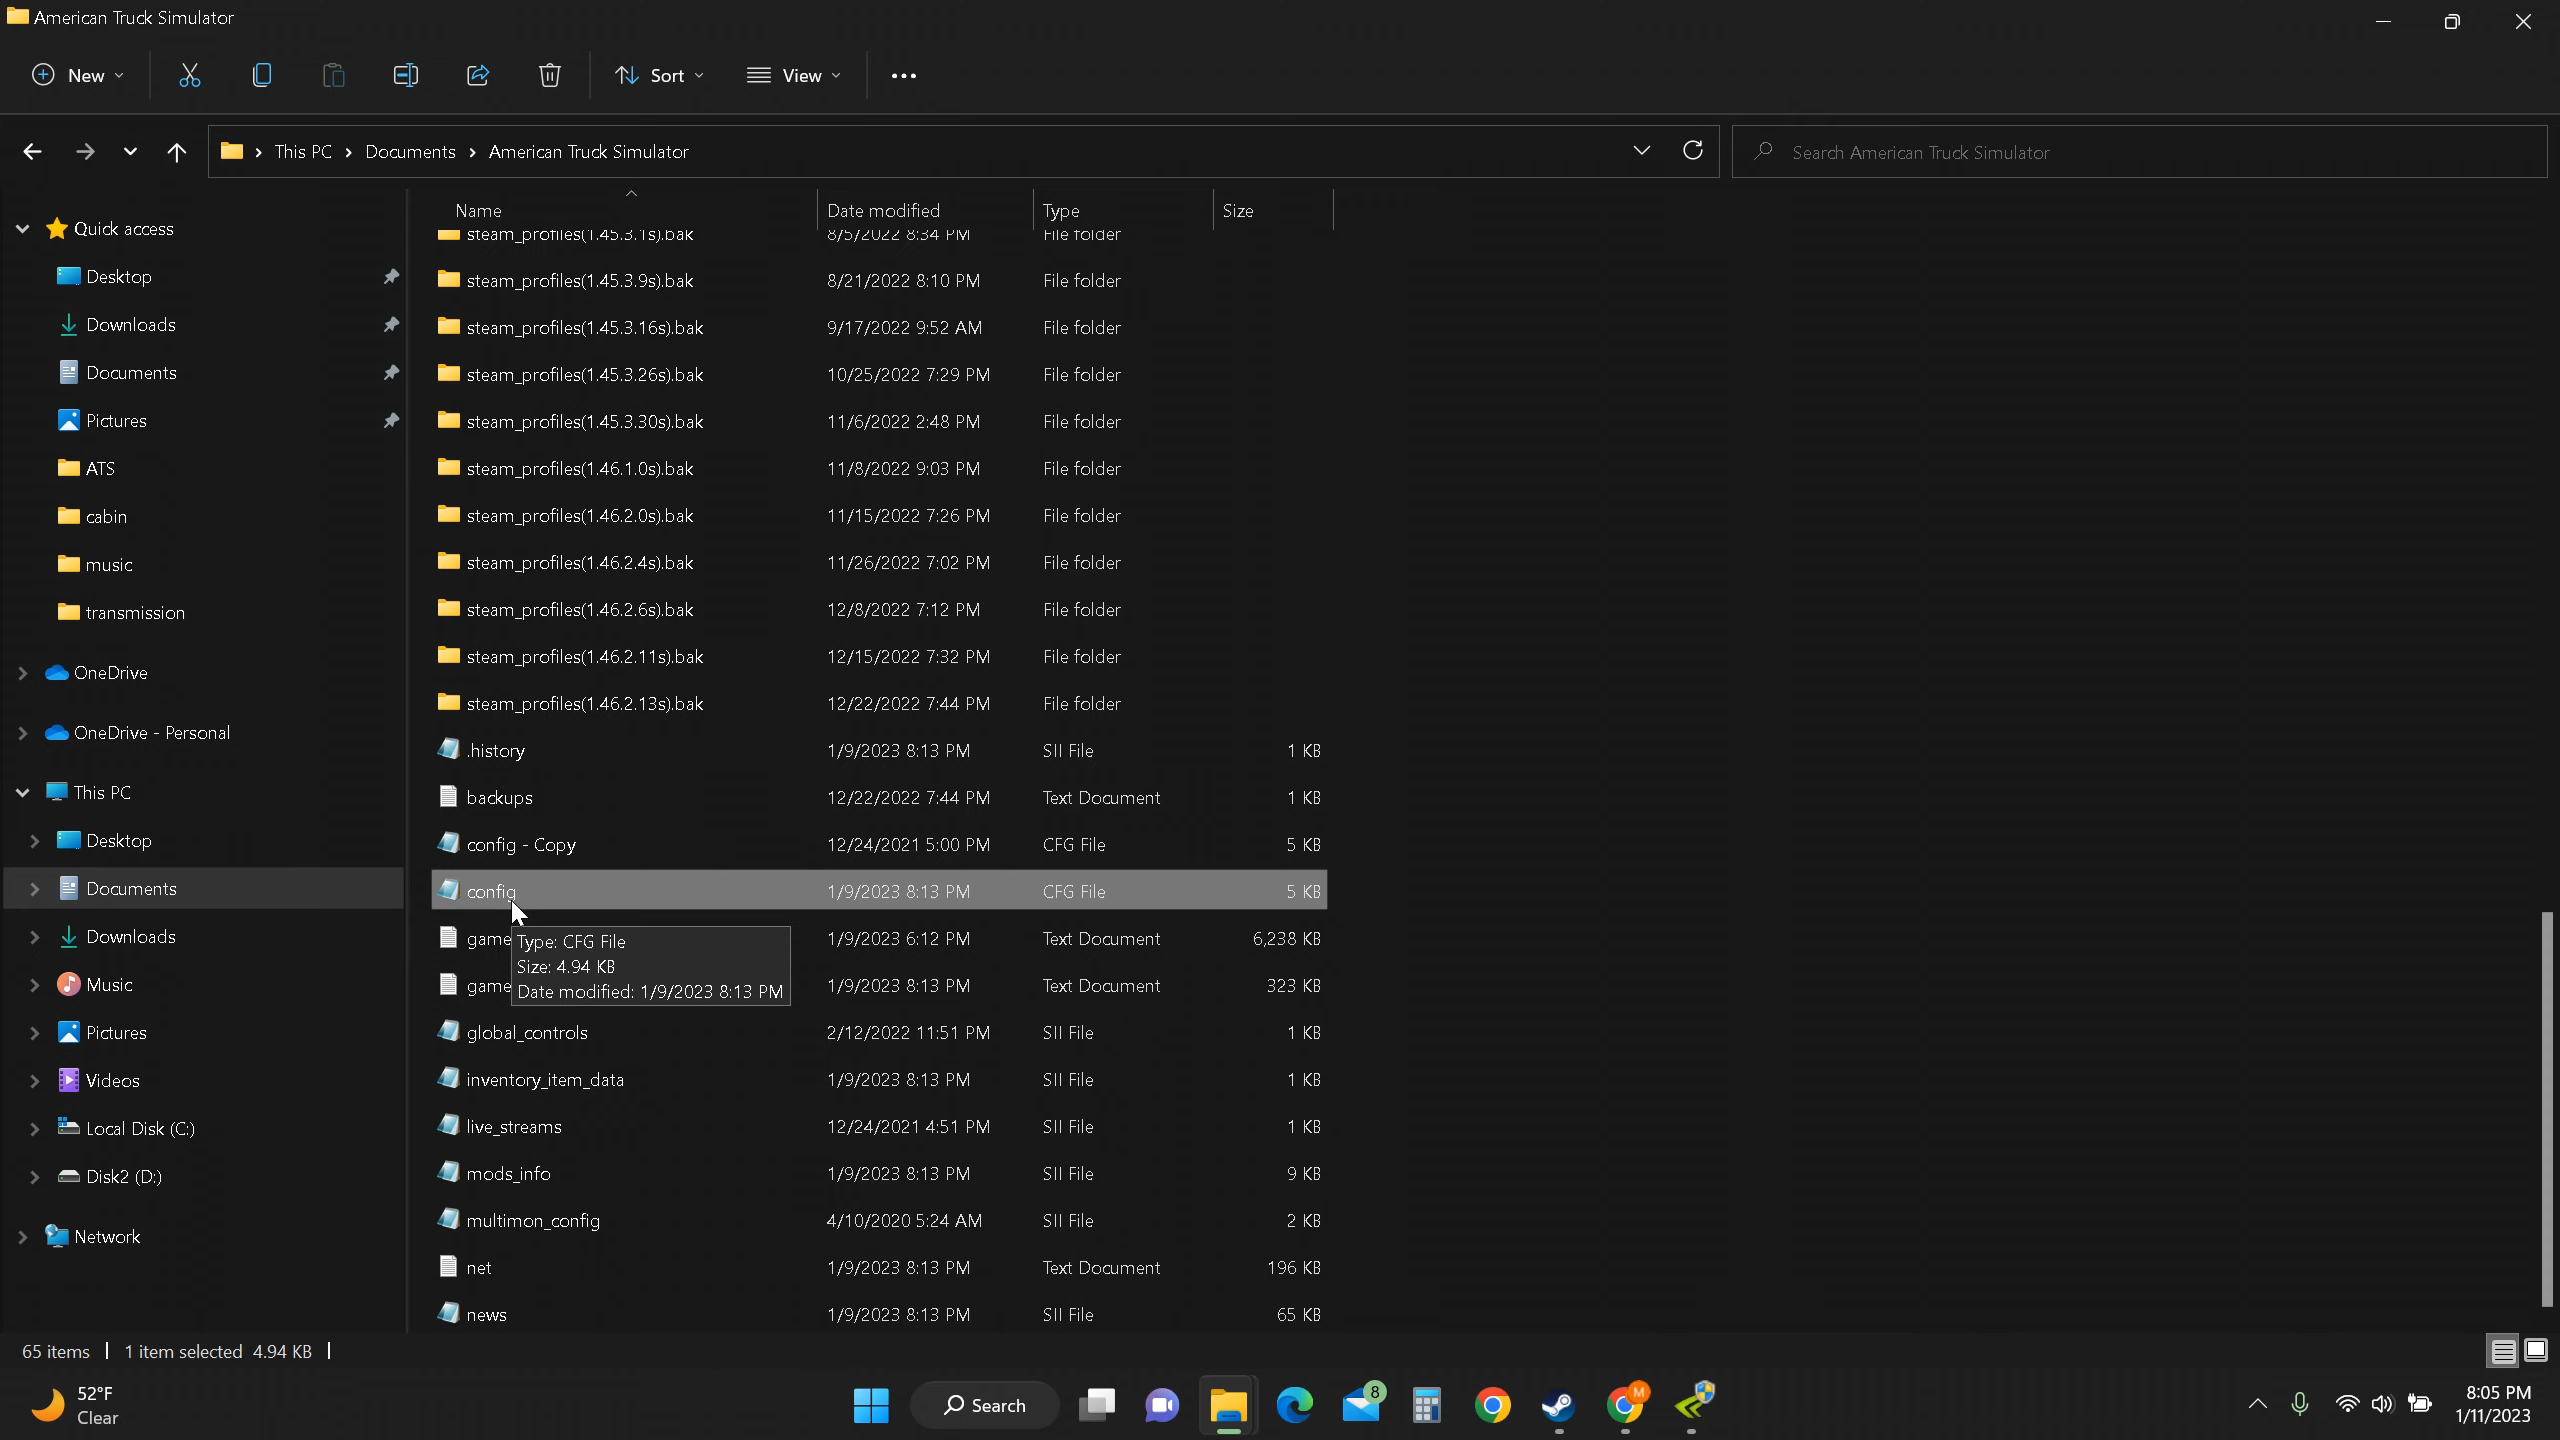 American Truck Simulator
New
Sort
View
This PC > Documents > American Truck Simulator
Search American Truck Simulator
Name Date modified Type Size
Quick access
Desktop
Downloads
Documents
Pictures
ATS
cabin
music
transmission
OneDrive
OneDrive - Personal
This PC
Desktop
Documents
Downloads
Music
Pictures
Videos
Local Disk (C:)
Disk2 (D:)
Network
steam_profiles(1.45.3.1s).bak 8/5/2022 8:34 PM File folder
steam_profiles(1.45.3.9s).bak 8/21/2022 8:10 PM File folder
steam_profiles(1.45.3.16s).bak 9/17/2022 9:52 AM File folder
steam_profiles(1.45.3.26s).bak 10/25/2022 7:29 PM File folder
steam_profiles(1.45.3.30s).bak 11/6/2022 2:48 PM File folder
steam_profiles(1.46.1.0s).bak 11/8/2022 9:03 PM File folder
steam_profiles(1.46.2.0s).bak 11/15/2022 7:26 PM File folder
steam_profiles(1.46.2.4s).bak 11/26/2022 7:02 PM File folder
steam_profiles(1.46.2.6s).bak 12/8/2022 7:12 PM File folder
steam_profiles(1.46.2.11s).bak 12/15/2022 7:32 PM File folder
steam_profiles(1.46.2.13s).bak 12/22/2022 7:44 PM File folder
.history 1/9/2023 8:13 PM SII File 1 KB
backups 12/22/2022 7:44 PM Text Document 1 KB
config - Copy 12/24/2021 5:00 PM CFG File 5 KB
config 1/9/2023 8:13 PM CFG File 5 KB
game 1/9/2023 6:12 PM Text Document 6,238 KB
game 1/9/2023 8:13 PM Text Document 323 KB
Type: CFG File
Size: 4.94 KB
Date modified: 1/9/2023 8:13 PM
global_controls 2/12/2022 11:51 PM SII File 1 KB
inventory_item_data 1/9/2023 8:13 PM SII File 1 KB
live_streams 12/24/2021 4:51 PM SII File 1 KB
mods_info 1/9/2023 8:13 PM SII File 9 KB
multimon_config 4/10/2020 5:24 AM SII File 2 KB
net 1/9/2023 8:13 PM Text Document 196 KB
news 1/9/2023 8:13 PM SII File 65 KB
65 items 1 item selected 4.94 KB
52°F
Clear
Search
8
M
8:05 PM
1/11/2023